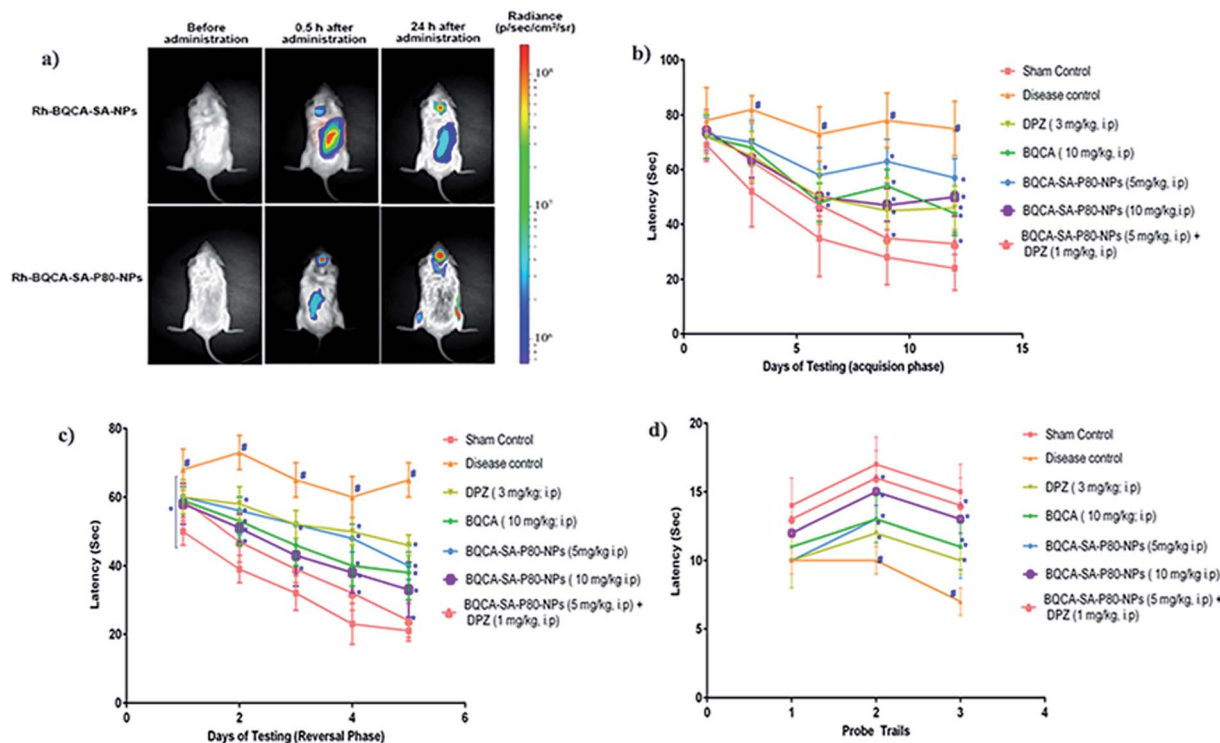 a)
Before administration
0.5 h after administration
24 h after administration
Radiance (p/sec/cm²/sr)
Rh-BQCA-SA-NPs
Rh-BQCA-SA-P80-NPs
10⁸
10⁷
10⁶
b)
100
80
60
40
20
0
Latency (Sec)
0
5
10
15
Days of Testing (acquision phase)
Sham Control
Disease control
DPZ ( 3 mg/kg, i.p)
BQCA ( 10 mg/kg, i.p)
BQCA-SA-P80-NPs (5mg/kg, i.p)
BQCA-SA-P80-NPs (10 mg/kg,i.p)
BQCA-SA-P80-NPs (5 mg/kg, i.p) +
DPZ (1 mg/kg, i.p)
c)
80
60
40
20
0
Latency (Sec)
0
2
4
6
Days of Testing (Reversal Phase)
Sham Control
Disease control
DPZ ( 3 mg/kg; i.p)
BQCA ( 10 mg/kg; i.p)
BQCA-SA-P80-NPs (5mg/kg i.p)
BQCA-SA-P80-NPs ( 10 mg/kg i.p)
BQCA-SA-P80-NPs (5 mg/kg, i.p) +
DPZ (1 mg/kg, i.p)
d)
20
15
10
5
0
Latency (Sec)
0
1
2
3
4
Probe Trails
Sham Control
Disease control
DPZ ( 3 mg/kg, i.p)
BQCA ( 10 mg/kg, i.p)
BQCA-SA-P80-NPs (5mg/kg)
BQCA-SA-P80-NPs ( 10 mg/kg i.p)
BQCA-SA-P80-NPs (5 mg/kg, i.p) +
DPZ (1 mg/kg, i.p)